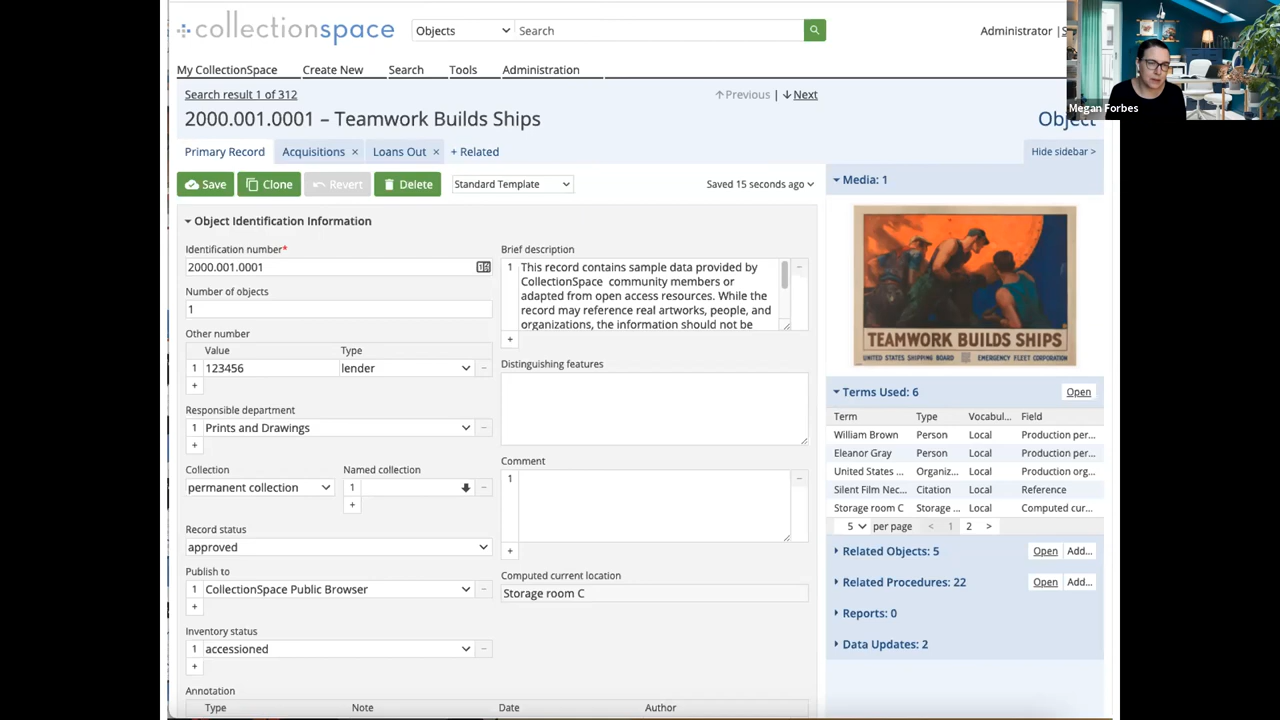 collectionspace
Objects
Search
Administrator | S
Megan Forbes
My CollectionSpace
Create New
Search
Tools
Administration
Search result 1 of 312
Previous | Next
2000.001.0001 – Teamwork Builds Ships
Object
Primary Record
Acquisitions ×
Loans Out ×
+ Related
Hide sidebar >
Save
Clone
Revert
Delete
Standard Template
Saved 15 seconds ago
Object Identification Information
Identification number*
2000.001.0001
Number of objects
1
Other number
Value Type
1 123456 lender
+
Responsible department
1 Prints and Drawings
+
Collection
permanent collection
Named collection
1
+
Record status
approved
Publish to
1 CollectionSpace Public Browser
+
Inventory status
1 accessioned
+
Annotation
Type Note Date Author
Brief description
1 This record contains sample data provided by
CollectionSpace community members or
adapted from open access resources. While the
record may reference real artworks, people, and
organizations, the information should not be
+
Distinguishing features
Comment
1
+
Computed current location
Storage room C
Media: 1
TEAMWORK BUILDS SHIPS
UNITED STATES SHIPPING BOARD EMERGENCY FLEET CORPORATION
Terms Used: 6
Open
Term Type Vocabul... Field
William Brown Person Local Production per...
Eleanor Gray Person Local Production per...
United States ... Organiz... Local Production org...
Silent Film Nec... Citation Local Reference
Storage room C Storage ... Local Computed cur...
5 per page < 1 2 >
Related Objects: 5 Open Add...
Related Procedures: 22 Open Add...
Reports: 0
Data Updates: 2